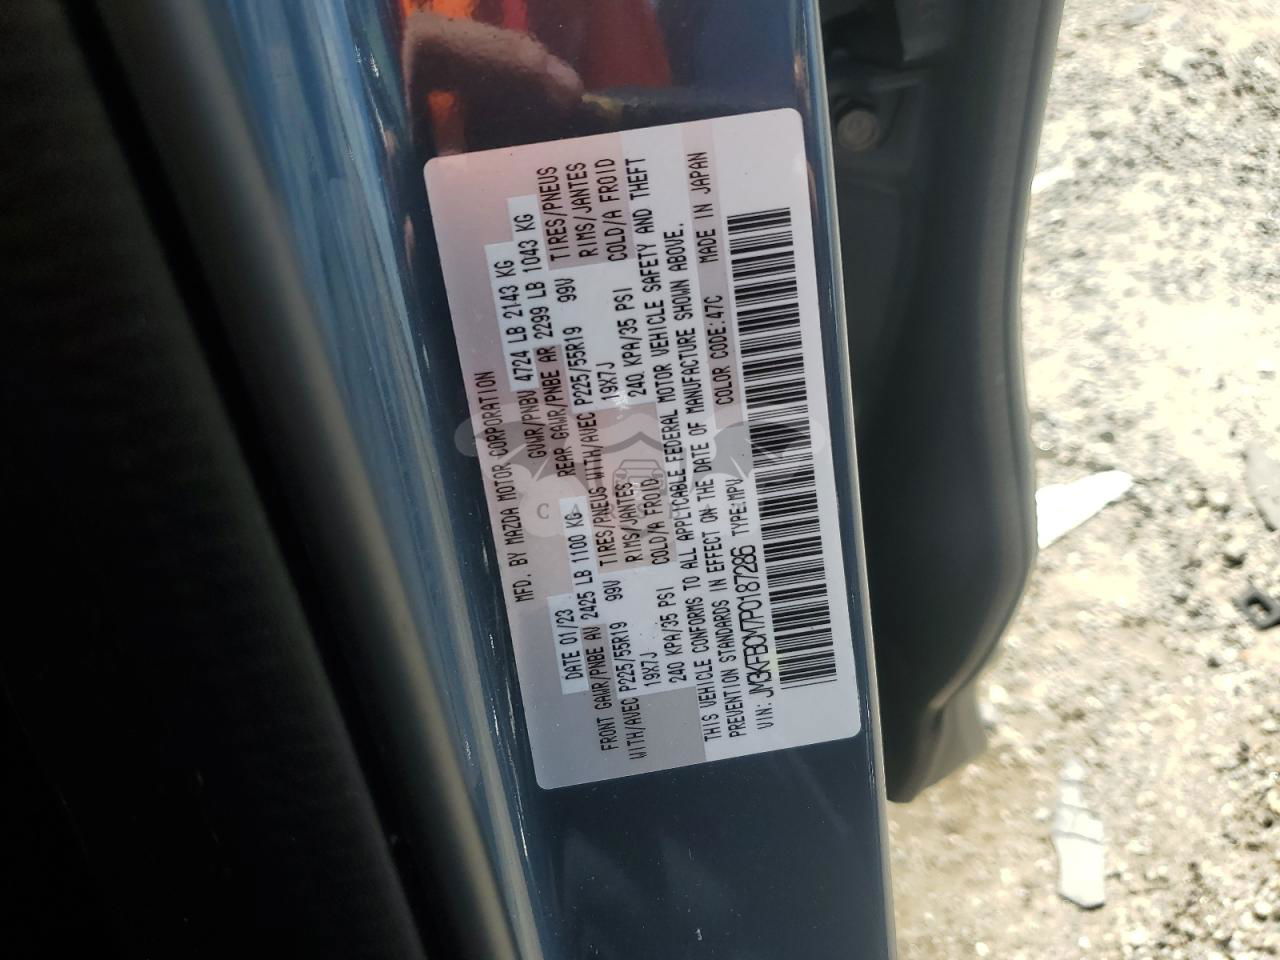 MFD. BY MAZDA MOTOR CORPORATION
DATE 01/23 GVWR/PNBV 4724 LB 2143 KG
FRONT GAWR/PNBE AV 2425 LB 1100 KG REAR GAWR/PNBE AR 2299 LB 1043 KG
WITH/AVEC P225/55R19 99V TIRES/PNEUS WITH/AVEC P225/55R19 99V TIRES/PNEUS
19X7J RIMS/JANTES 19X7J RIMS/JANTES
240 KPA/35 PSI COLD/A FROID 240 KPA/35 PSI COLD/A FROID
THIS VEHICLE CONFORMS TO ALL APPLICABLE FEDERAL MOTOR VEHICLE SAFETY AND THEFT
PREVENTION STANDARDS IN EFFECT ON THE DATE OF MANUFACTURE SHOWN ABOVE.
VIN: JM3KFBCM7P0187286 TYPE:MPV COLOR CODE:47C MADE IN JAPAN